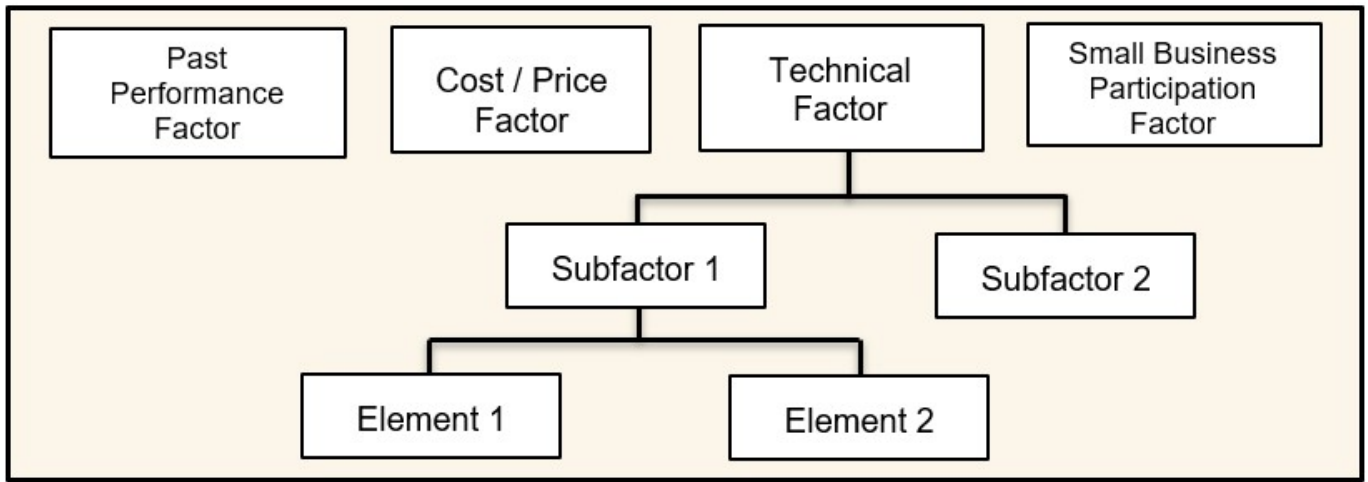 Past
Performance
Factor
Cost / Price
Factor
Technical
Factor
Small Business
Participation
Factor
Subfactor 1
Subfactor 2
Element 1
Element 2